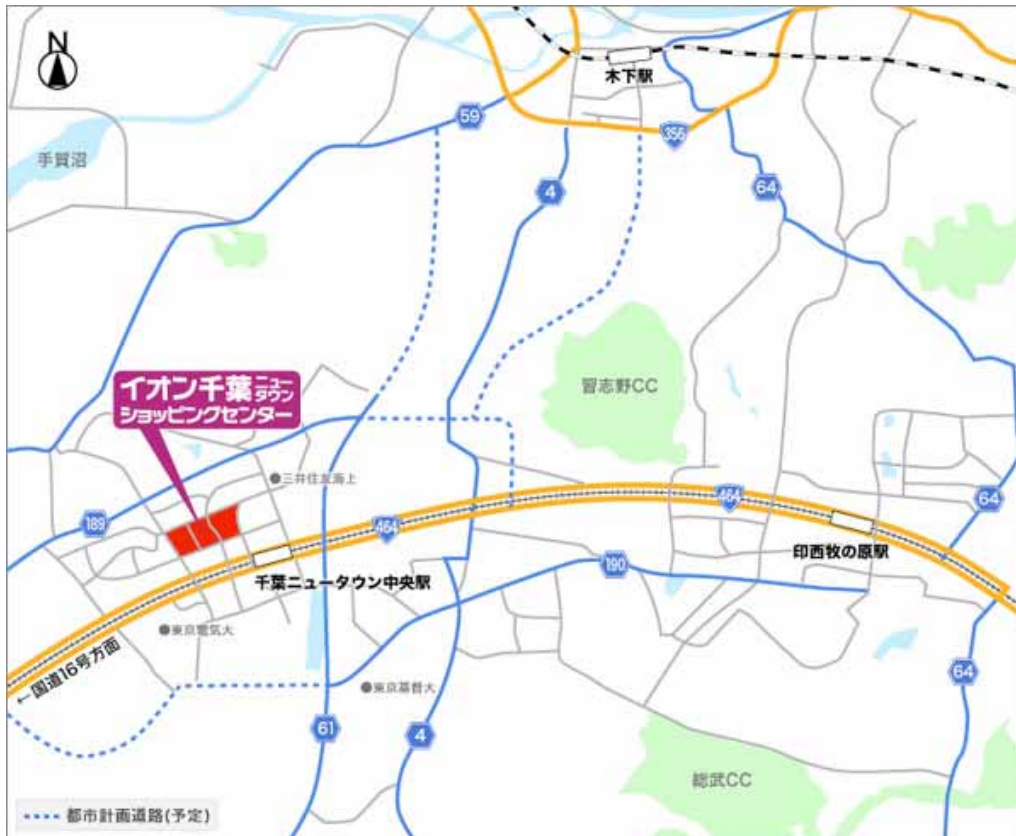 N
木下駅
59
356
手賀沼
4
64
習志野CC
イオン千葉ニュータウン
ショッピングセンター
●三井住友海上
189
464
464
64
印西牧の原駅
千葉ニュータウン中央駅
190
●東京電気大
←国道16号方面
●東京基督大
64
61
4
総武CC
都市計画道路(予定)